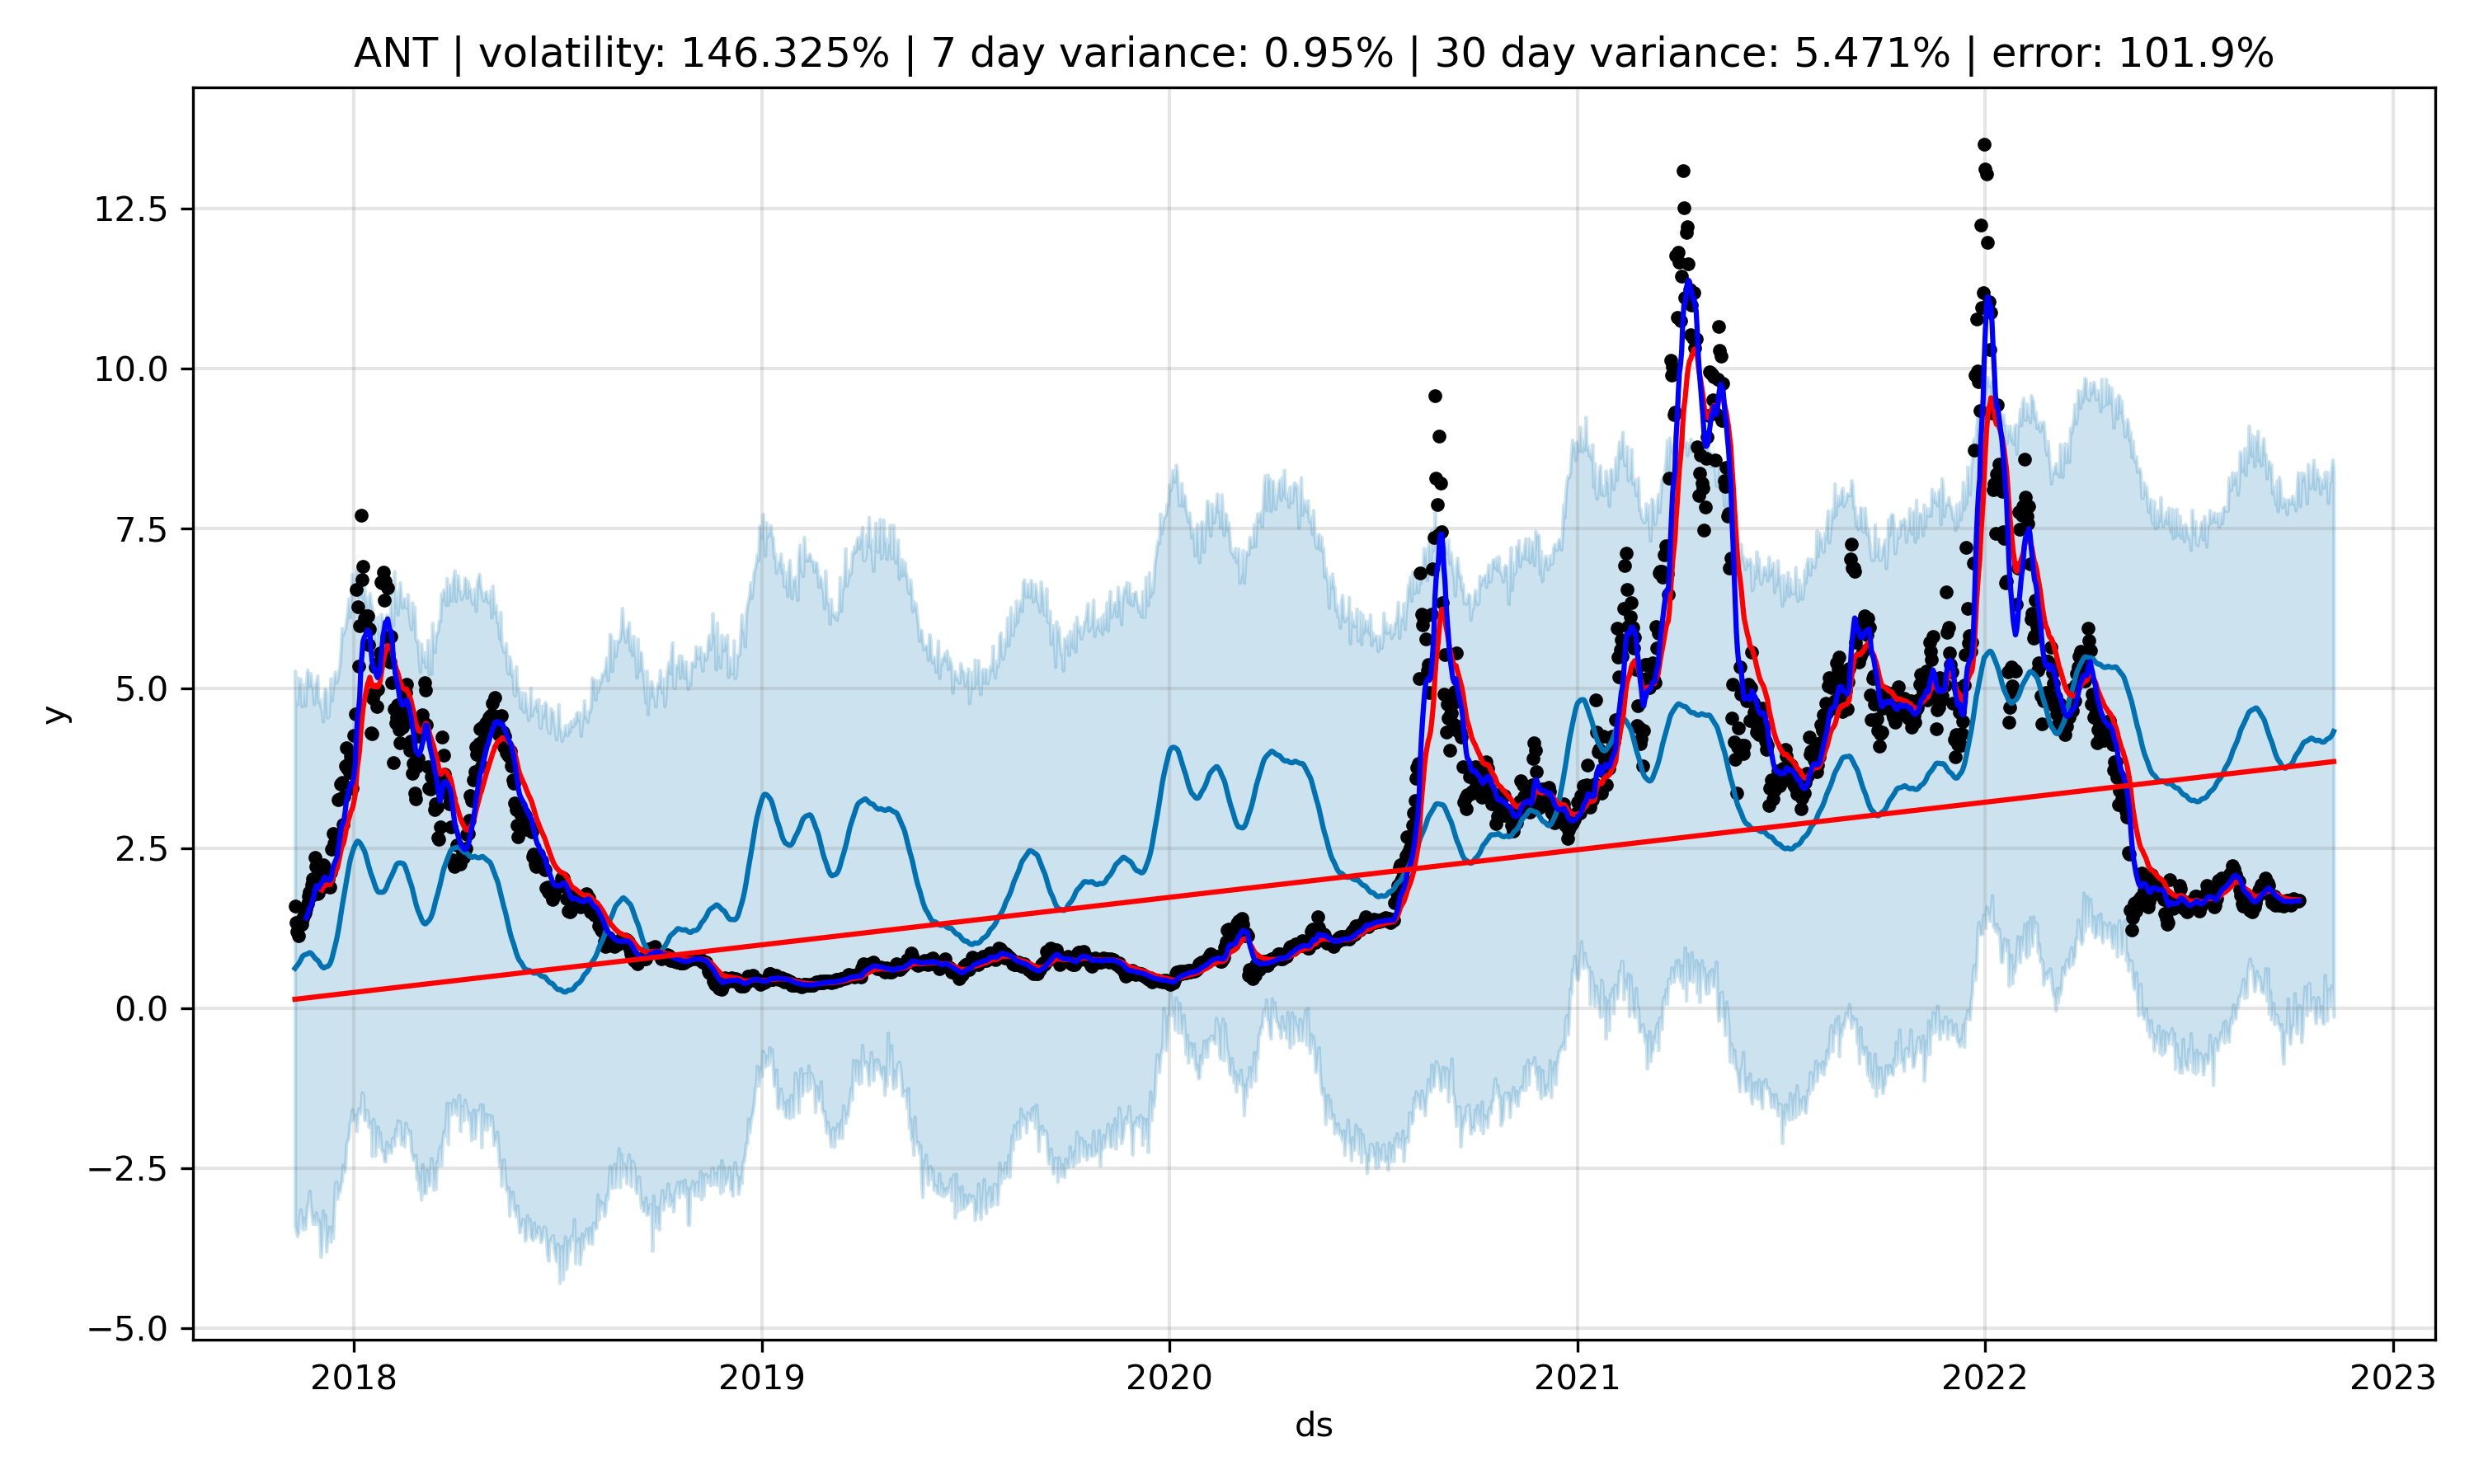 ANT | volatility: 146.325% | 7 day variance: 0.95% | 30 day variance: 5.471% | error: 101.9%
12.5
10.0
7.5
5.0
2.5
0.0
−2.5
−5.0
y
2018 2019 2020 2021 2022 2023
ds